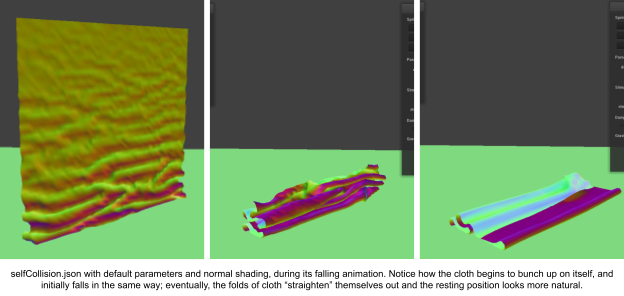 selfCollision.json with default parameters and normal shading, during its falling animation. Notice how the cloth begins to bunch up on itself, and
initially falls in the same way; eventually, the folds of cloth “straighten” themselves out and the resting position looks more natural.